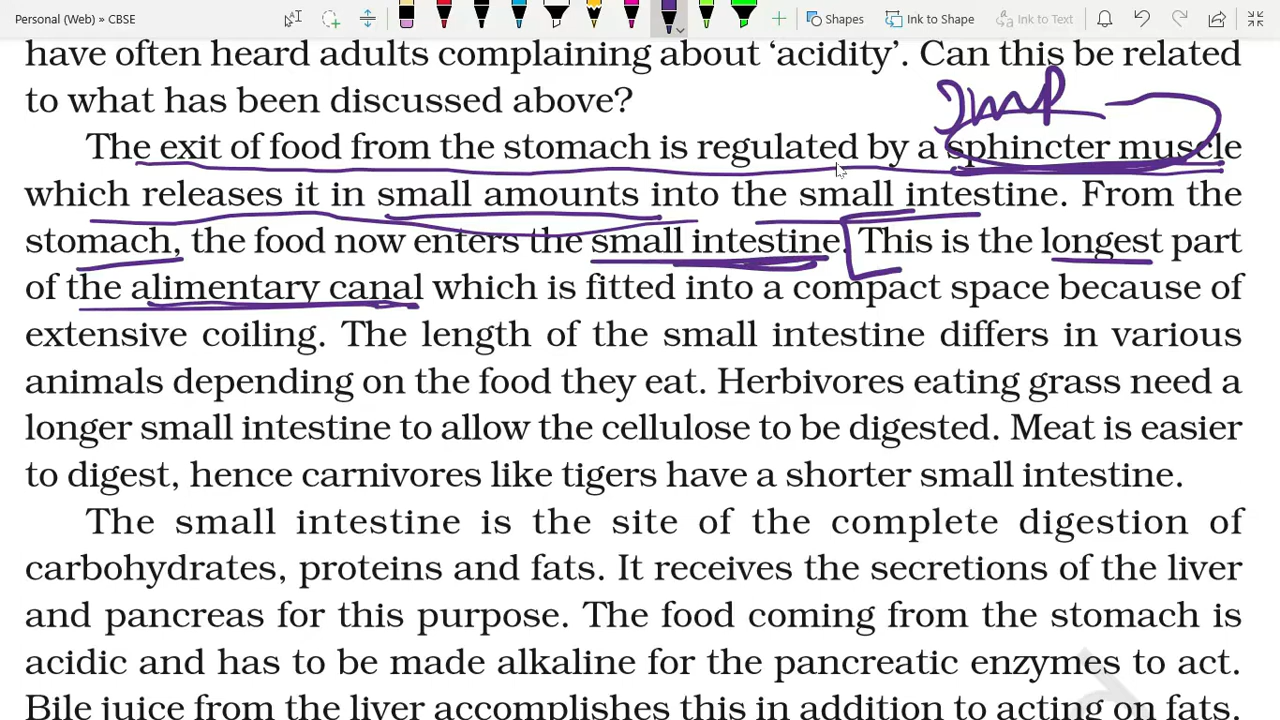 Personal (Web) » CBSE
Shapes
Ink to Shape
Ink to Text
have often heard adults complaining about ‘acidity’. Can this be related
to what has been discussed above?
Imp
The exit of food from the stomach is regulated by a sphincter muscle
which releases it in small amounts into the small intestine. From the
stomach, the food now enters the small intestine. This is the longest part
of the alimentary canal which is fitted into a compact space because of
extensive coiling. The length of the small intestine differs in various
animals depending on the food they eat. Herbivores eating grass need a
longer small intestine to allow the cellulose to be digested. Meat is easier
to digest, hence carnivores like tigers have a shorter small intestine.
The small intestine is the site of the complete digestion of
carbohydrates, proteins and fats. It receives the secretions of the liver
and pancreas for this purpose. The food coming from the stomach is
acidic and has to be made alkaline for the pancreatic enzymes to act.
Bile juice from the liver accomplishes this in addition to acting on fats.